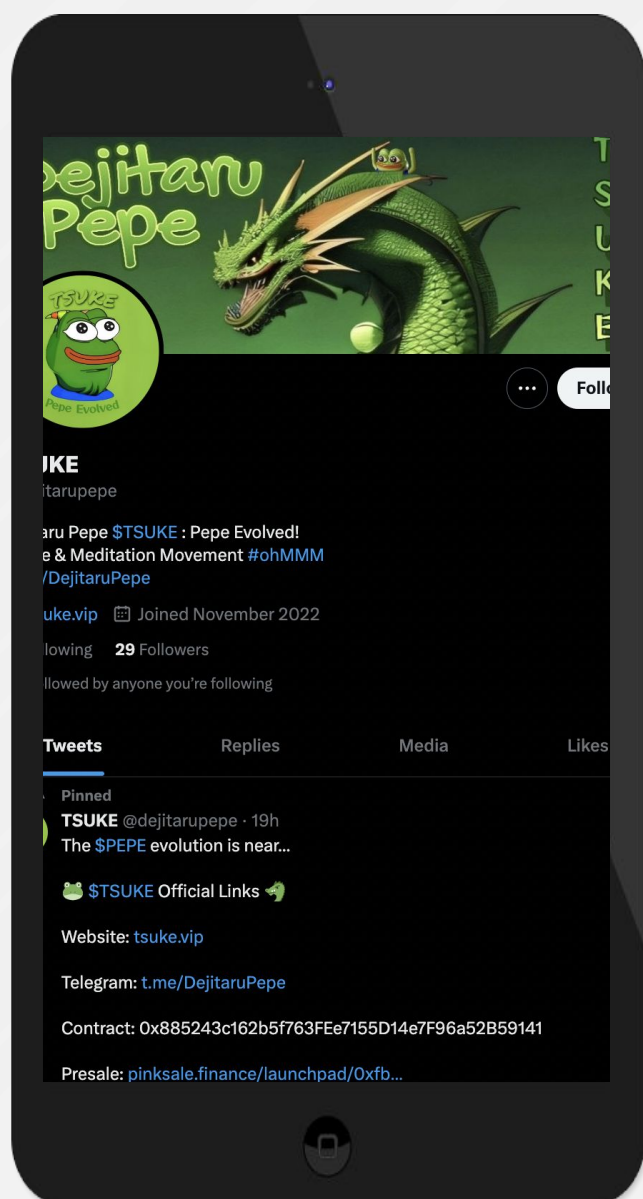 Dejitaru
Pepe
T
S
U
K
E
TSUKE
Pepe Evolved
Follo
UKE
itarupepe
aru Pepe $TSUKE : Pepe Evolved!
e & Meditation Movement #ohMMM
/DejitaruPepe
uke.vip Joined November 2022
lowing 29 Followers
llowed by anyone you're following
Tweets Replies Media Likes
Pinned
TSUKE @dejitarupepe · 19h
The $PEPE evolution is near...
$TSUKE Official Links
Website: tsuke.vip
Telegram: t.me/DejitaruPepe
Contract: 0x885243c162b5f763FEe7155D14e7F96a52B59141
Presale: pinksale.finance/launchpad/0xfb...